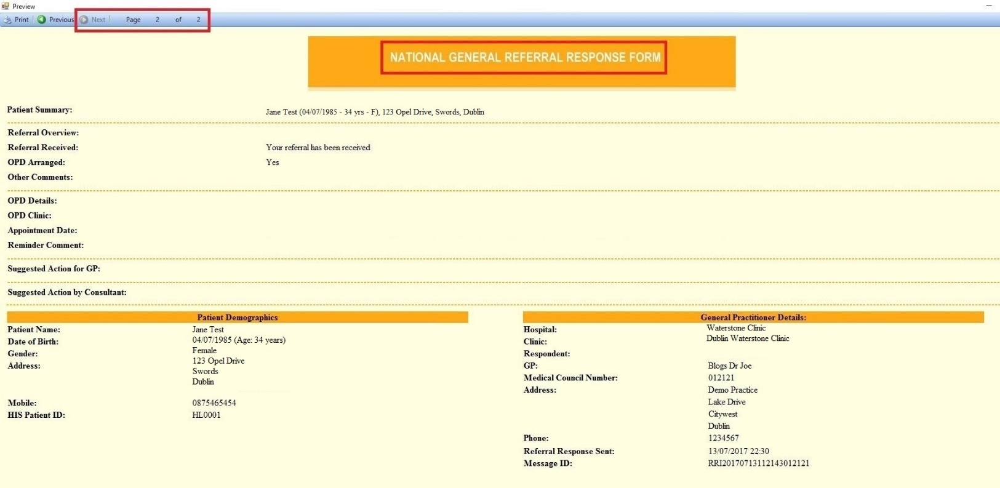 Preview
Print Previous Next Page 2 of 2
NATIONAL GENERAL REFERRAL RESPONSE FORM
Patient Summary: Jane Test (04/07/1985 - 34 yrs - F), 123 Opel Drive, Swords, Dublin
Referral Overview:
Referral Received: Your referral has been received
OPD Arranged: Yes
Other Comments:
OPD Details:
OPD Clinic:
Appointment Date:
Reminder Comment:
Suggested Action for GP:
Suggested Action by Consultant:
Patient Demographics
Patient Name: Jane Test
Date of Birth: 04/07/1985 (Age: 34 years)
Gender: Female
Address: 123 Opel Drive
Swords
Dublin
Mobile: 0875465454
HIS Patient ID: HL0001
General Practitioner Details:
Hospital: Waterstone Clinic
Clinic: Dublin Waterstone Clinic
Respondent:
GP: Blogs Dr Joe
Medical Council Number: 012121
Address: Demo Practice
Lake Drive
Citywest
Dublin
Phone: 1234567
Referral Response Sent: 13/07/2017 22:30
Message ID: RRI20170713112143012121